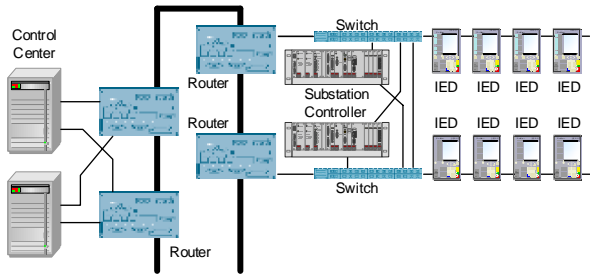 Control
Center
Switch
Router
Substation
Controller
IED
IED
IED
IED
Router
IED
IED
IED
IED
Switch
Router